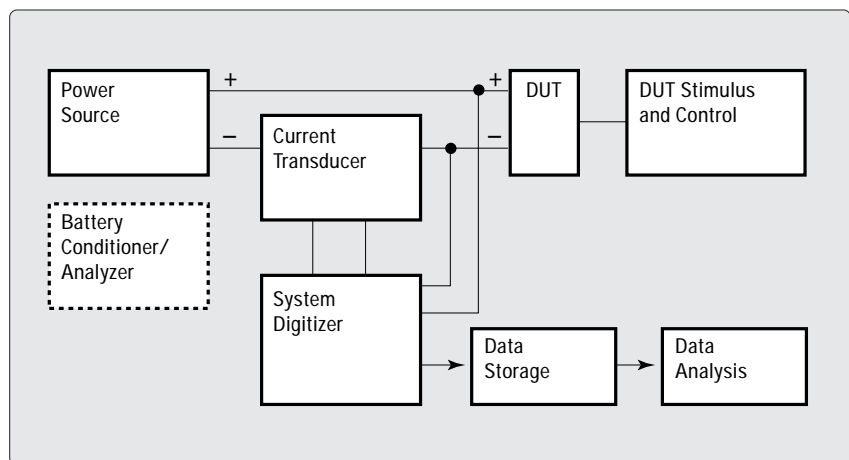 Power
Source
+
−
Current
Transducer
+
−
DUT
DUT Stimulus
and Control
Battery
Conditioner/
Analyzer
System
Digitizer
Data
Storage
Data
Analysis